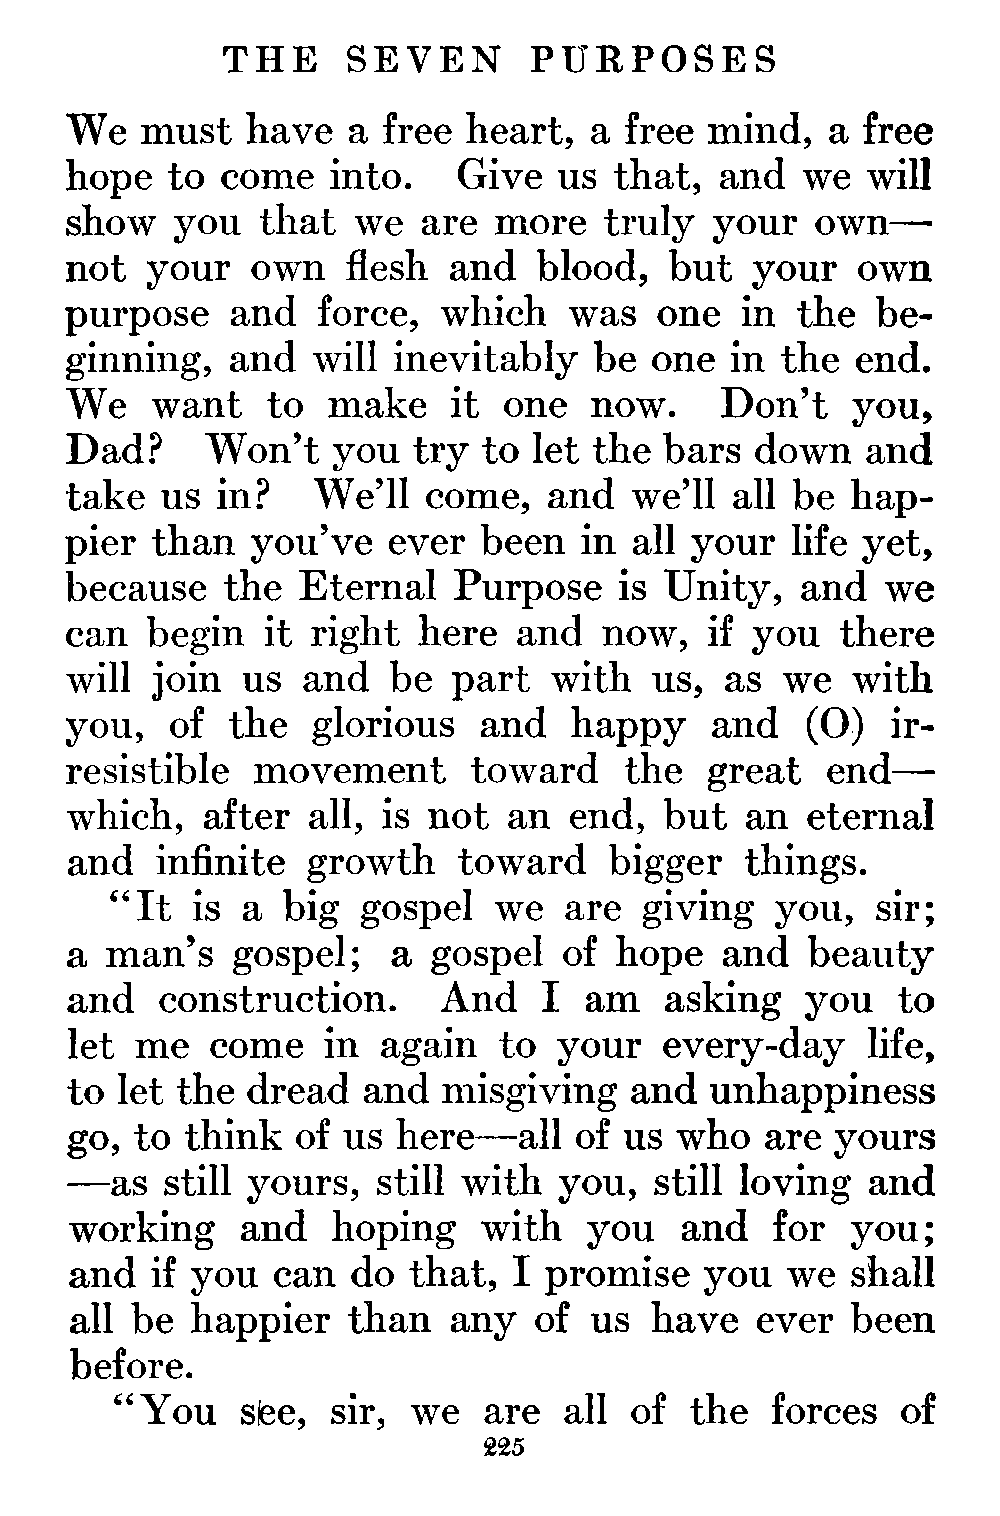 THE SEVEN PURPOSES
We must have a free heart, a free mind, a free
hope to come into. Give us that, and we will
show you that we are more truly your own—
not your own flesh and blood, but your own
purpose and force, which was one in the be-
ginning, and will inevitably be one in the end.
We want to make it one now. Don't you,
Dad? Won't you try to let the bars down and
take us in? We'll come, and we'll all be hap-
pier than you've ever been in all your life yet,
because the Eternal Purpose is Unity, and we
can begin it right here and now, if you there
will join us and be part with us, as we with
you, of the glorious and happy and (O) ir-
resistible movement toward the great end—
which, after all, is not an end, but an eternal
and infinite growth toward bigger things.
“It is a big gospel we are giving you, sir;
a man's gospel; a gospel of hope and beauty
and construction. And I am asking you to
let me come in again to your every-day life,
to let the dread and misgiving and unhappiness
go, to think of us here—all of us who are yours
—as still yours, still with you, still loving and
working and hoping with you and for you;
and if you can do that, I promise you we shall
all be happier than any of us have ever been
before.
“You see, sir, we are all of the forces of
225